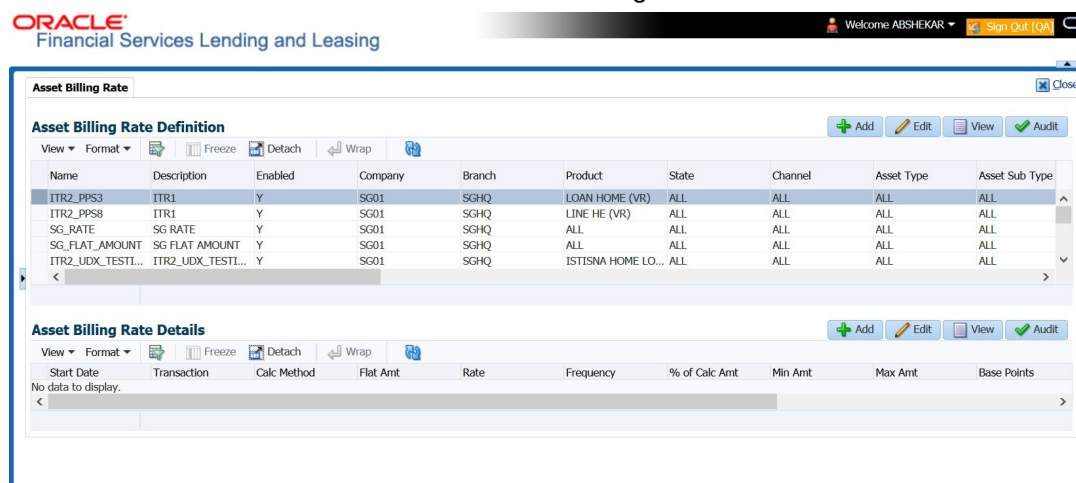 ORACLE
Financial Services Lending and Leasing
Welcome ABSHEKAR
Sign Out [QA]
Asset Billing Rate
Close
Asset Billing Rate Definition
Add Edit View Audit
View Format Freeze Detach Wrap
Name Description Enabled Company Branch Product State Channel Asset Type Asset Sub Type
ITR2_PPS3 ITR1 Y SG01 SGHQ LOAN HOME (VR) ALL ALL ALL ALL
ITR2_PPS8 ITR1 Y SG01 SGHQ LINE HE (VR) ALL ALL ALL ALL
SG_RATE SG RATE Y SG01 SGHQ ALL ALL ALL ALL ALL
SG_FLAT_AMOUNT SG FLAT AMOUNT Y SG01 SGHQ ALL ALL ALL ALL ALL
ITR2_UDX_TESTI... ITR2_UDX_TESTI... Y SG01 SGHQ ISTISNA HOME LO... ALL ALL ALL ALL
Asset Billing Rate Details
Add Edit View Audit
View Format Freeze Detach Wrap
Start Date Transaction Calc Method Flat Amt Rate Frequency % of Calc Amt Min Amt Max Amt Base Points
No data to display.